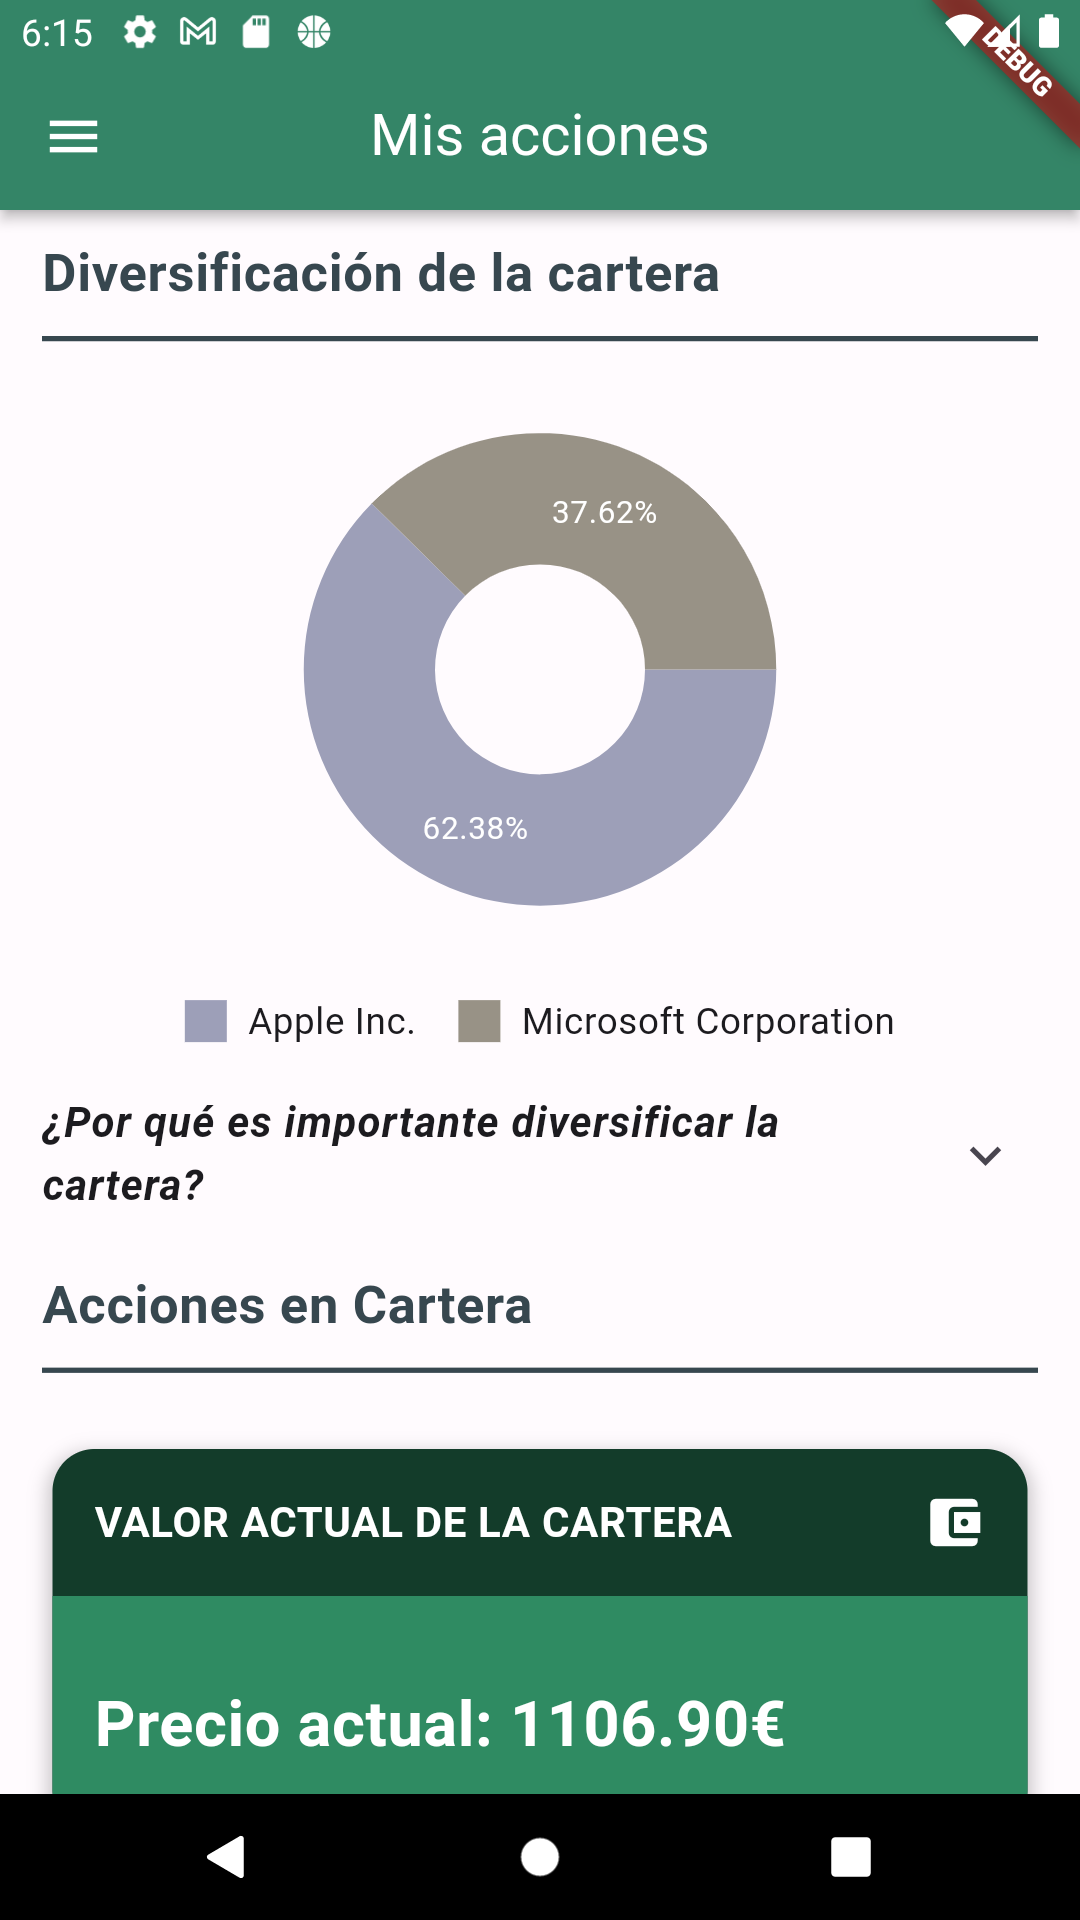 6:15
DEBUG
Mis acciones
Diversificación de la cartera
37.62%
62.38%
Apple Inc.
Microsoft Corporation
¿Por qué es importante diversificar la
cartera?
Acciones en Cartera
VALOR ACTUAL DE LA CARTERA
Precio actual: 1106.90€